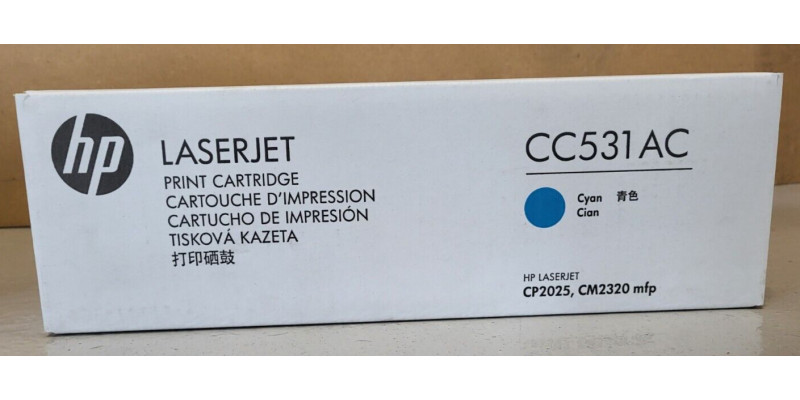 hp
LASERJET
PRINT CARTRIDGE
CARTOUCHE D'IMPRESSION
CARTUCHO DE IMPRESIÓN
TISKOVÁ KAZETA
打印硒鼓
CC531AC
Cyan 青色
Cian
HP LASERJET
CP2025, CM2320 mfp